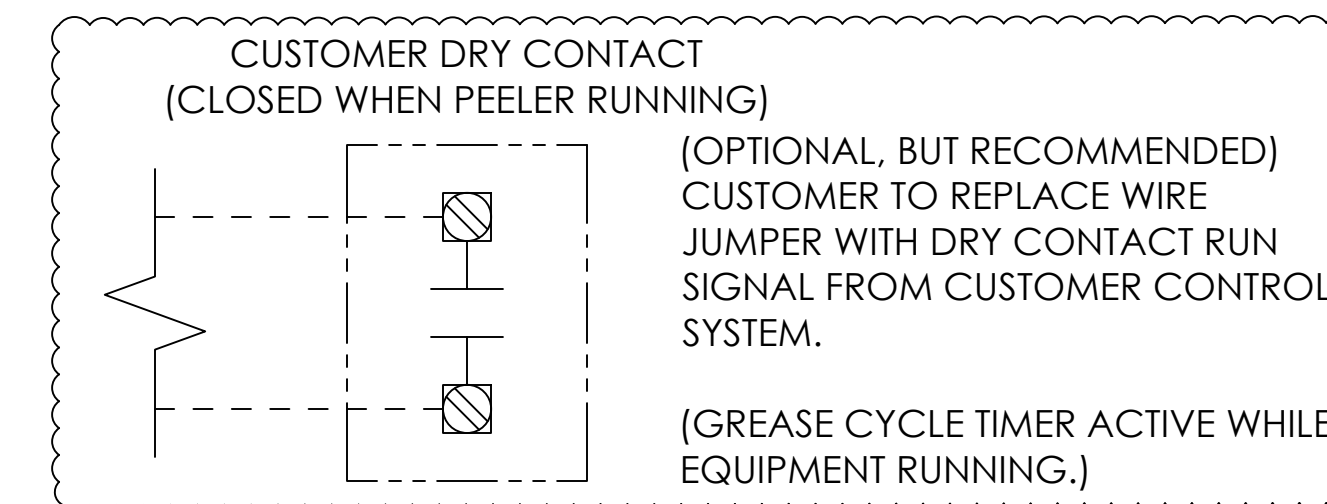 CUSTOMER DRY CONTACT
(CLOSED WHEN PEELER RUNNING)
(OPTIONAL, BUT RECOMMENDED)
CUSTOMER TO REPLACE WIRE
JUMPER WITH DRY CONTACT RUN
SIGNAL FROM CUSTOMER CONTROL
SYSTEM.
(GREASE CYCLE TIMER ACTIVE WHILE
EQUIPMENT RUNNING.)